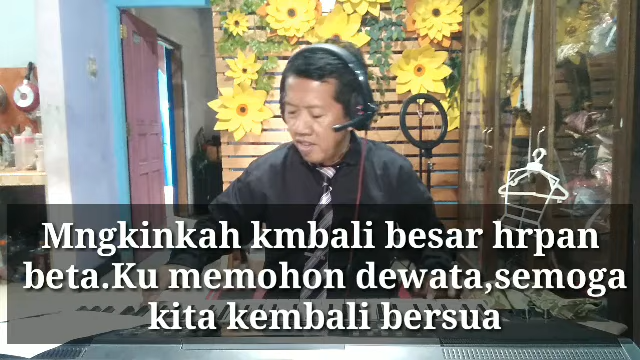 Mngkinkah kmbali besar hrpan
beta.Ku memohon dewata,semoga
kita kembali bersua